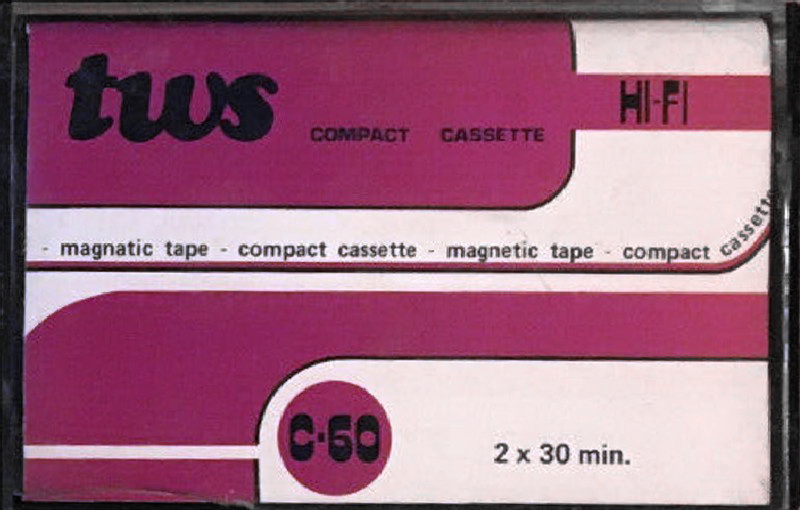 tws COMPACT CASSETTE
HI-FI
- magnatic tape - compact cassette - magnetic tape - compact cassette
C-60
2 x 30 min.